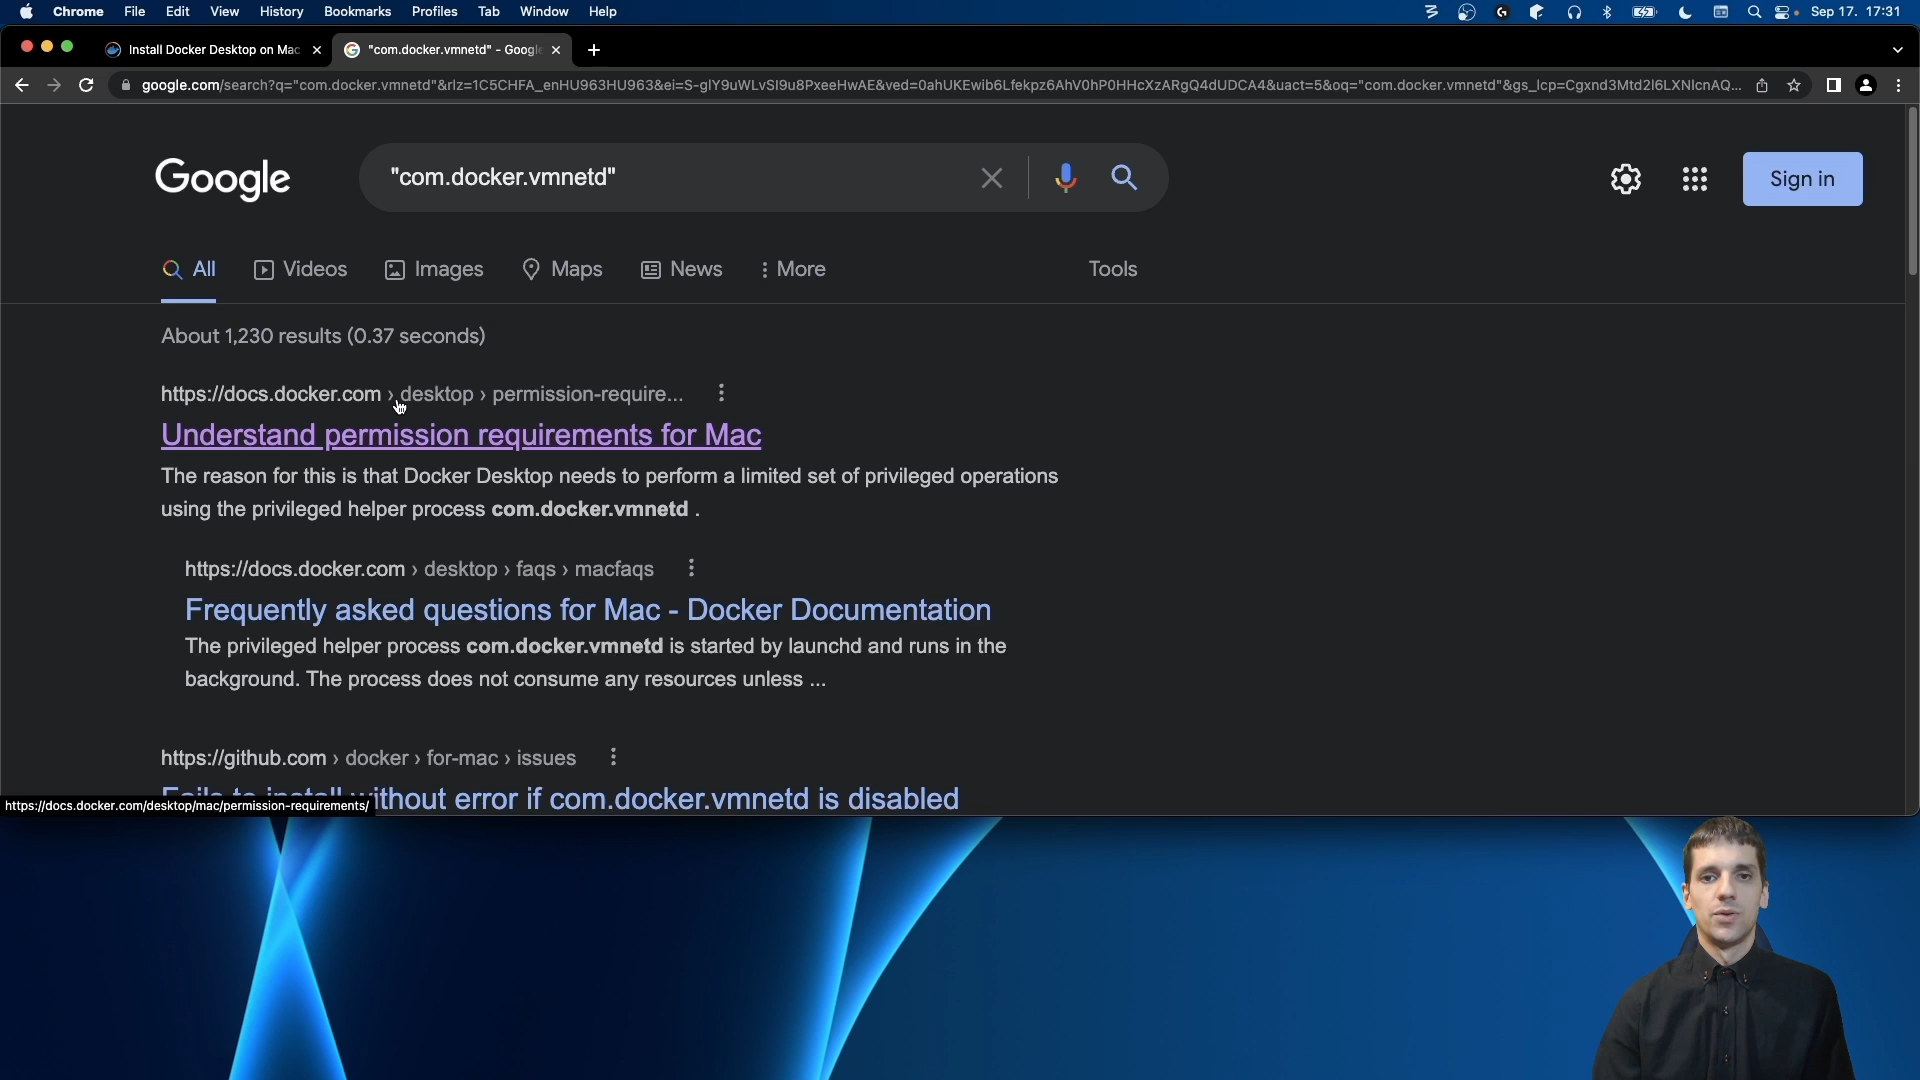 Chrome File Edit View History Bookmarks Profiles Tab Window Help Sep 17. 17:31
Install Docker Desktop on Mac "com.docker.vmnetd" - Google
google.com/search?q="com.docker.vmnetd"&rlz=1C5CHFA_enHU963HU963&ei=S-glY9uWLvSI9u8PxeeHwAE&ved=0ahUKEwib6Lfekpz6AhV0hP0HHcXzARgQ4dUDCA4&uact=5&oq="com.docker.vmnetd"&gs_lcp=Cgxnd3Mtd2l6LXNlcnAQ...
Google "com.docker.vmnetd" Sign in
All Videos Images Maps News More Tools
About 1,230 results (0.37 seconds)
https://docs.docker.com › desktop › permission-require...
Understand permission requirements for Mac
The reason for this is that Docker Desktop needs to perform a limited set of privileged operations
using the privileged helper process com.docker.vmnetd .
https://docs.docker.com › desktop › faqs › macfaqs
Frequently asked questions for Mac - Docker Documentation
The privileged helper process com.docker.vmnetd is started by launchd and runs in the
background. The process does not consume any resources unless ...
https://github.com › docker › for-mac › issues
Fails to install without error if com.docker.vmnetd is disabled
https://docs.docker.com/desktop/mac/permission-requirements/